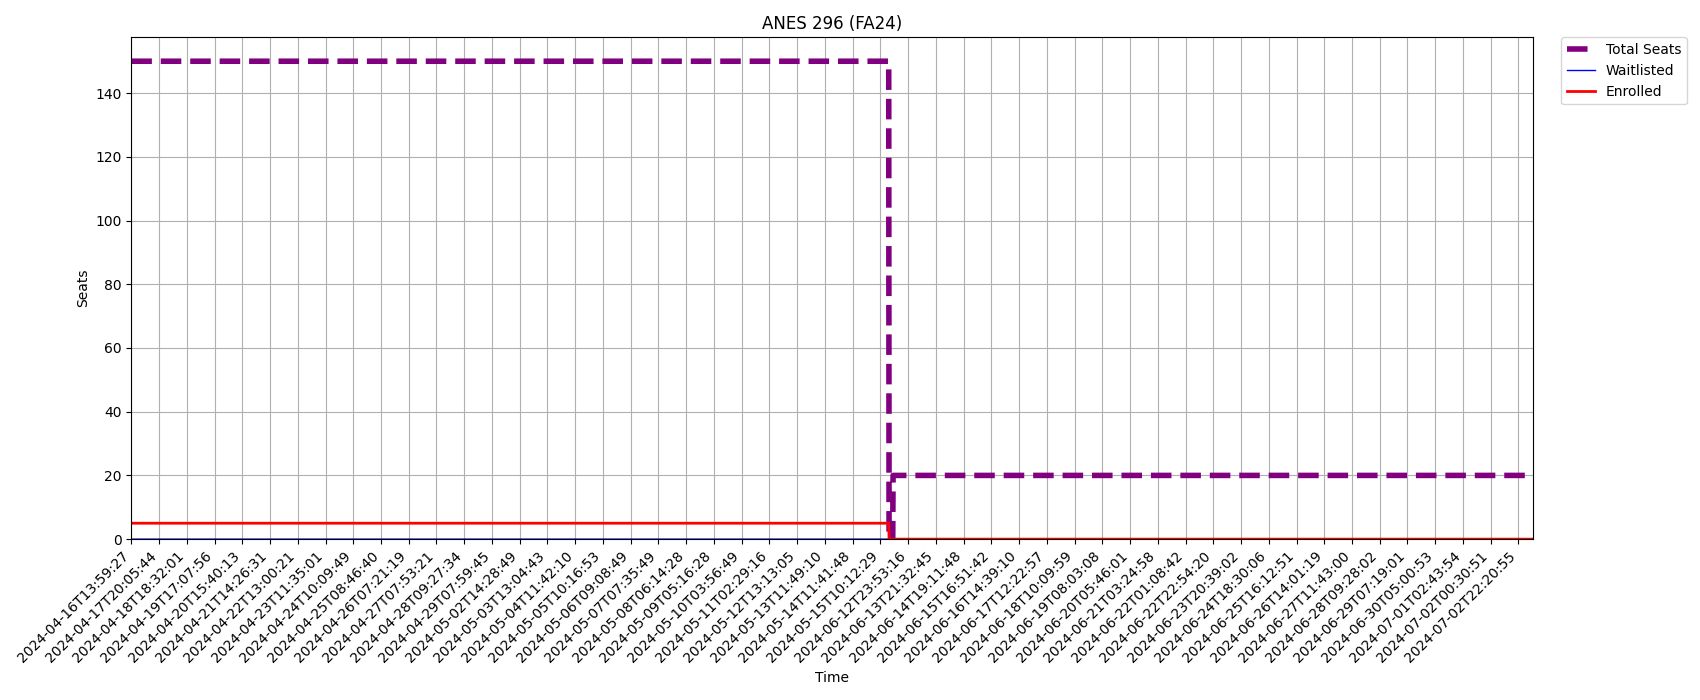 ANES 296 (FA24)
Total Seats
Waitlisted
Enrolled
Seats
140
120
100
80
60
40
20
0
2024-04-16T13:59:27
2024-04-17T20:05:44
2024-04-18T18:32:01
2024-04-19T17:07:56
2024-04-20T15:40:13
2024-04-21T14:26:31
2024-04-22T13:00:21
2024-04-23T11:35:01
2024-04-24T10:09:49
2024-04-25T08:46:40
2024-04-26T07:21:19
2024-04-27T07:53:21
2024-04-28T09:27:34
2024-04-29T07:59:45
2024-05-02T14:28:49
2024-05-03T13:04:43
2024-05-04T11:42:10
2024-05-05T10:16:53
2024-05-06T09:08:49
2024-05-07T07:35:49
2024-05-08T06:14:28
2024-05-09T05:16:28
2024-05-10T03:56:49
2024-05-11T02:29:16
2024-05-12T13:13:05
2024-05-13T11:49:10
2024-05-14T11:41:48
2024-05-15T10:12:29
2024-06-12T23:53:16
2024-06-13T21:32:45
2024-06-14T19:11:48
2024-06-15T16:51:42
2024-06-16T14:39:10
2024-06-17T12:22:57
2024-06-18T10:09:59
2024-06-19T08:03:08
2024-06-20T05:46:01
2024-06-21T03:24:58
2024-06-22T01:08:42
2024-06-22T22:54:20
2024-06-23T20:39:02
2024-06-24T18:30:06
2024-06-25T16:12:51
2024-06-26T14:01:19
2024-06-27T11:43:00
2024-06-28T09:28:02
2024-06-29T07:19:01
2024-06-30T05:00:53
2024-07-01T02:43:54
2024-07-02T00:30:51
2024-07-02T22:20:55
Time